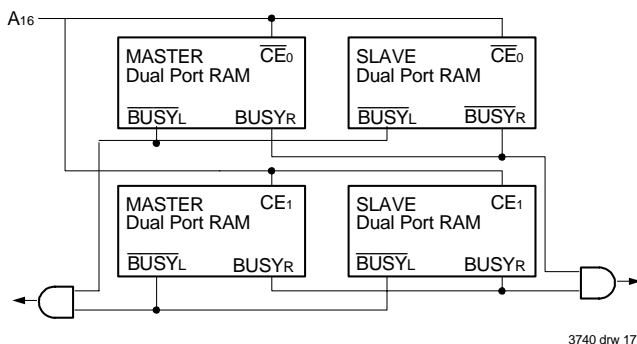 A16
MASTER CE0
Dual Port RAM
BUSYL BUSYR
SLAVE CE0
Dual Port RAM
BUSYL BUSYR
MASTER CE1
Dual Port RAM
BUSYL BUSYR
SLAVE CE1
Dual Port RAM
BUSYL BUSYR
3740 drw 17